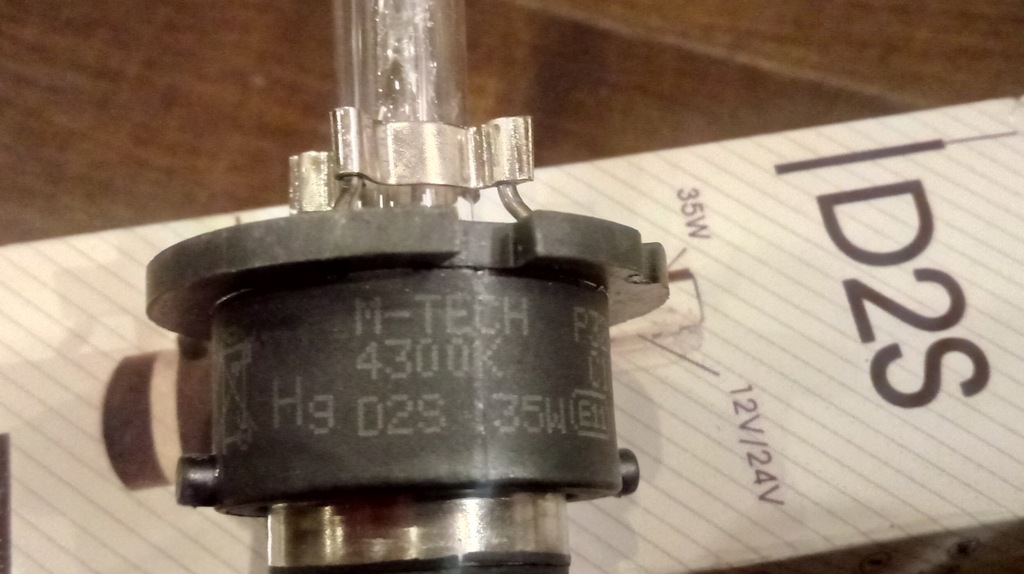 M-TECH
4300K
Hg D2S 35W
D2S
35W
12V/24V